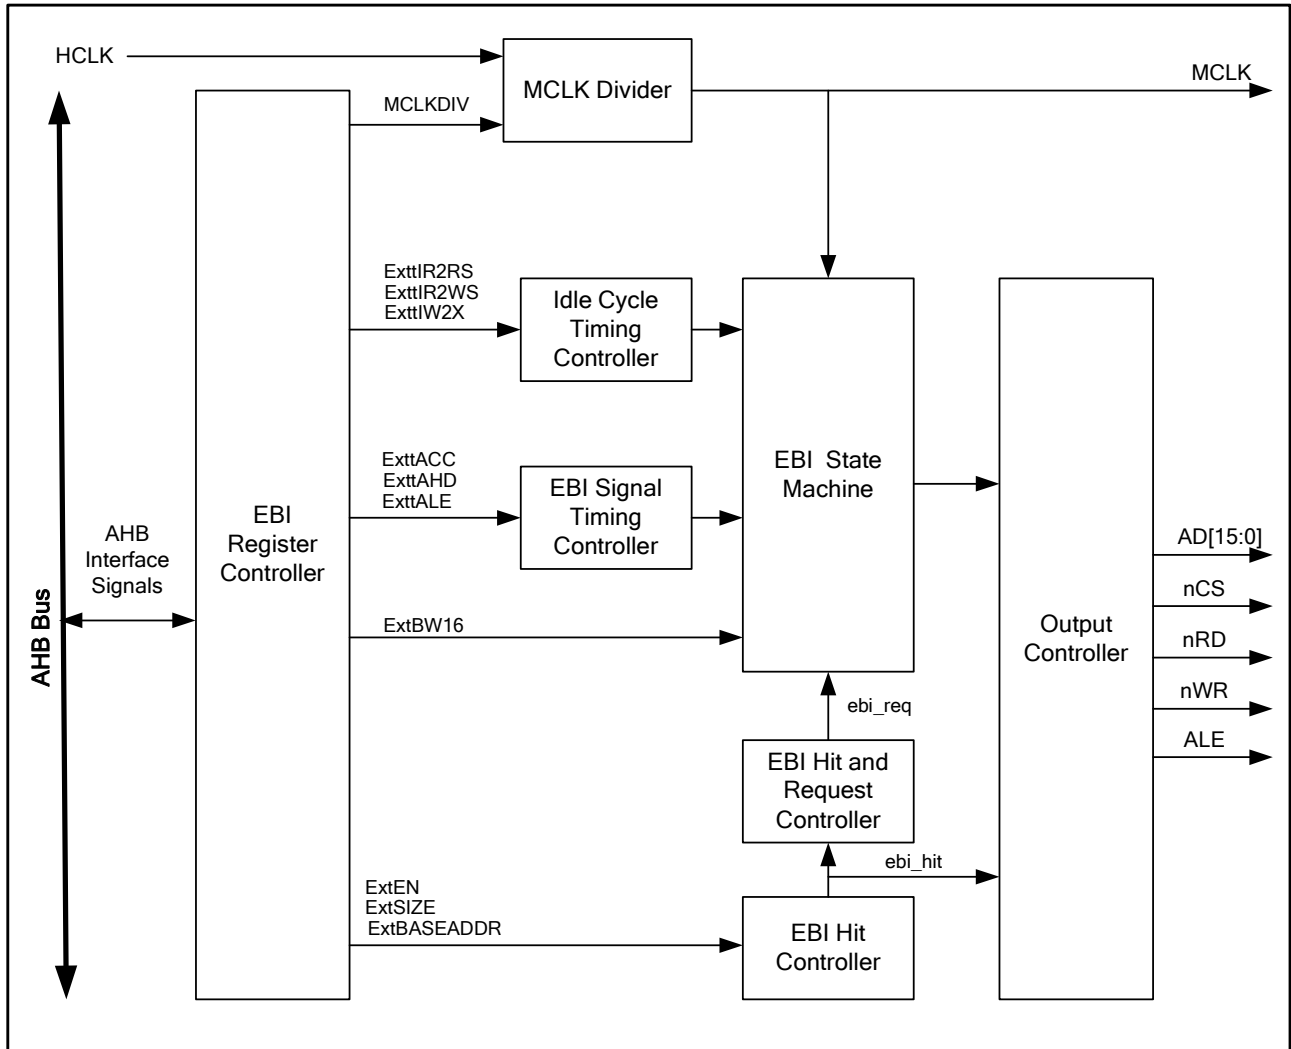 HCLK
MCLK Divider
MCLK
MCLKDIV
ExttIR2RS
ExttIR2WS
ExttIW2X
Idle Cycle
Timing
Controller
ExttACC
ExttAHD
ExttALE
EBI Signal
Timing
Controller
EBI  State
Machine
EBI
Register
Controller
AHB
Interface
Signals
AHB Bus
ExtBW16
Output
Controller
AD[15:0]
nCS
nRD
nWR
ALE
ebi_req
EBI Hit and
Request
Controller
ebi_hit
ExtEN
ExtSIZE
ExtBASEADDR
EBI Hit
Controller